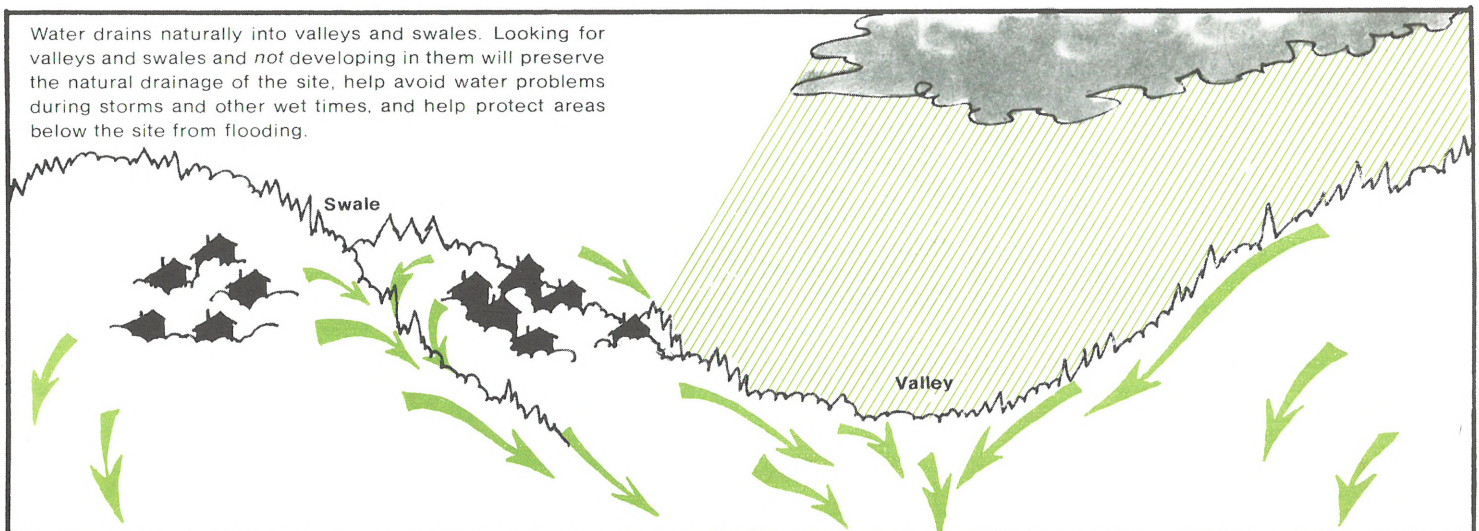 Water drains naturally into valleys and swales. Looking for
valleys and swales and not developing in them will preserve
the natural drainage of the site, help avoid water problems
during storms and other wet times, and help protect areas
below the site from flooding.
Swale
Valley